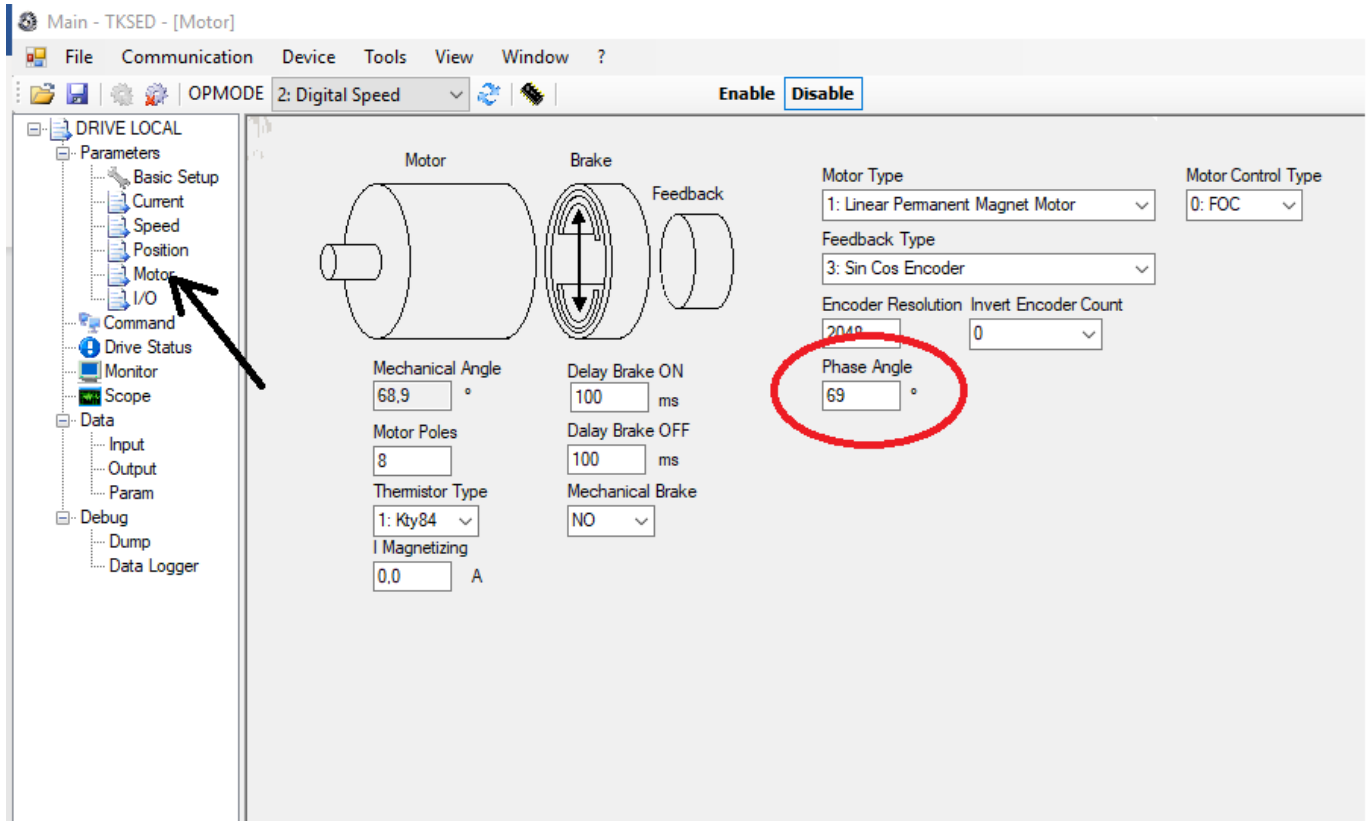 Main - TKSED - [Motor]
File Communication Device Tools View Window ?
OPMODE 2: Digital Speed Enable Disable
DRIVE LOCAL
Parameters
Basic Setup
Current
Speed
Position
Motor
I/O
Command
Drive Status
Monitor
Scope
Data
Input
Output
Param
Debug
Dump
Data Logger
Motor
Brake
Feedback
Mechanical Angle
68,9 °
Motor Poles
8
Thermistor Type
1: Kty84
I Magnetizing
0,0 A
Delay Brake ON
100 ms
Dalay Brake OFF
100 ms
Mechanical Brake
NO
Motor Type
1: Linear Permanent Magnet Motor
Feedback Type
3: Sin Cos Encoder
Encoder Resolution Invert Encoder Count
2048 0
Phase Angle
69 °
Motor Control Type
0: FOC